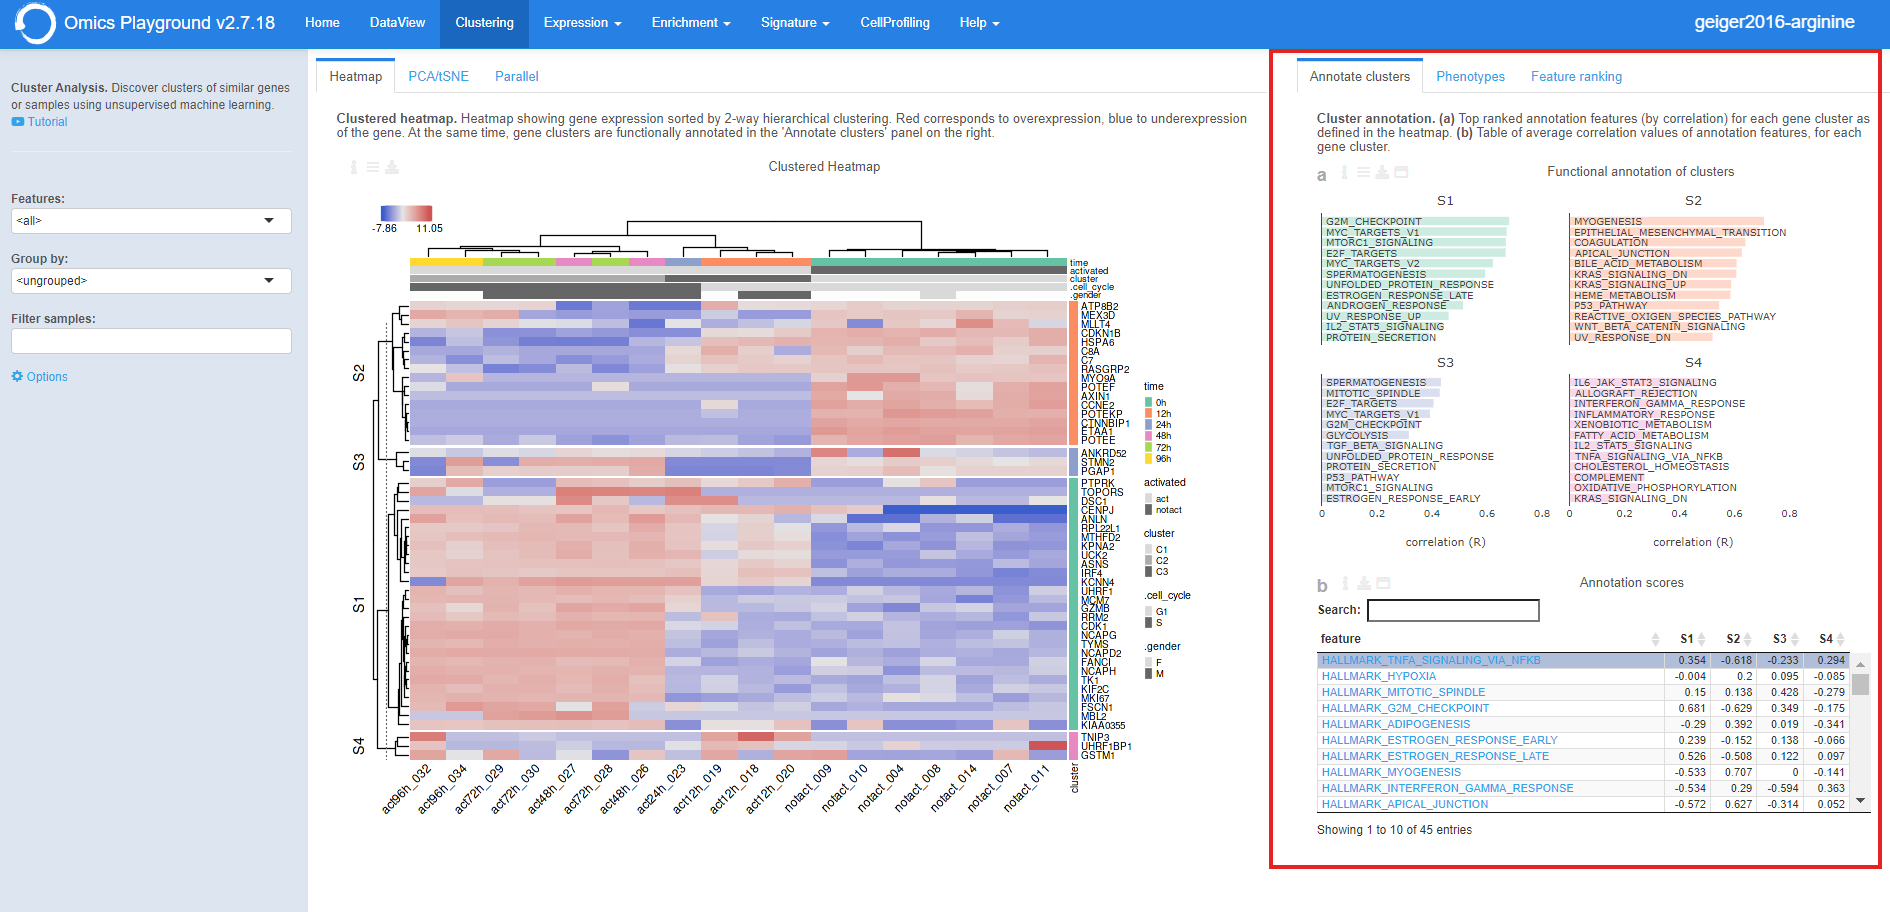 Omics Playground v2.7.18
Home
DataView
Clustering
Expression
Enrichment
Signature
CellProfiling
Help
geiger2016-arginine
Cluster Analysis. Discover clusters of similar genes
or samples using unsupervised machine learning.
Tutorial
Features:
<all>
Group by:
<ungrouped>
Filter samples:
Options
Heatmap
PCA/tSNE
Parallel
Clustered heatmap. Heatmap showing gene expression sorted by 2-way hierarchical clustering. Red corresponds to overexpression, blue to underexpression
of the gene. At the same time, gene clusters are functionally annotated in the 'Annotate clusters' panel on the right.
Clustered Heatmap
-7.86 11.05
time
activated
cluster
.cell_cycle
.gender
S2
S3
S1
S4
ATP8B2
MEX3D
MLLT4
CDKN1B
HSPA6
C8A
C7
RASGRP2
MYO9A
POTEF
AXIN1
CCNE2
POTEKP
CTNNBIP1
ETAA1
POTEE
ANKRD52
STMN2
PGAP1
PTPRK
TOPORS
DSC1
CENPJ
ANLN
RPL22L1
MTHFD2
KPNA2
UCK2
ASNS
IRF4
KCNN4
UHRF1
MCM7
GZMB
RRM2
CDK1
NCAPG
TYMS
NCAPD2
FANCI
NCAPH
TK1
KIF2C
MKI67
FSCN1
MBL2
KIAA0355
TNIP3
UHRF1BP1
GSTM1
act96h_032
act96h_034
act72h_029
act72h_030
act48h_027
act72h_028
act48h_026
act24h_023
act12h_019
act12h_018
act12h_020
notact_009
notact_010
notact_004
notact_008
notact_014
notact_007
notact_011
cluster
time
0h
12h
24h
48h
72h
96h
activated
act
notact
cluster
C1
C2
C3
.cell_cycle
G1
S
.gender
F
M
Annotate clusters
Phenotypes
Feature ranking
Cluster annotation. (a) Top ranked annotation features (by correlation) for each gene cluster as
defined in the heatmap. (b) Table of average correlation values of annotation features, for each
gene cluster.
a
Functional annotation of clusters
S1
G2M_CHECKPOINT
MYC_TARGETS_V1
MTORC1_SIGNALING
E2F_TARGETS
MYC_TARGETS_V2
SPERMATOGENESIS
UNFOLDED_PROTEIN_RESPONSE
ESTROGEN_RESPONSE_LATE
ANDROGEN_RESPONSE
UV_RESPONSE_UP
IL2_STAT5_SIGNALING
PROTEIN_SECRETION
S2
MYOGENESIS
EPITHELIAL_MESENCHYMAL_TRANSITION
COAGULATION
APICAL_JUNCTION
BILE_ACID_METABOLISM
KRAS_SIGNALING_DN
KRAS_SIGNALING_UP
HEME_METABOLISM
P53_PATHWAY
REACTIVE_OXIGEN_SPECIES_PATHWAY
WNT_BETA_CATENIN_SIGNALING
UV_RESPONSE_DN
S3
SPERMATOGENESIS
MITOTIC_SPINDLE
E2F_TARGETS
MYC_TARGETS_V1
G2M_CHECKPOINT
GLYCOLYSIS
TGF_BETA_SIGNALING
UNFOLDED_PROTEIN_RESPONSE
PROTEIN_SECRETION
P53_PATHWAY
MTORC1_SIGNALING
ESTROGEN_RESPONSE_EARLY
0 0.2 0.4 0.6 0.8
correlation (R)
S4
IL6_JAK_STAT3_SIGNALING
ALLOGRAFT_REJECTION
INTERFERON_GAMMA_RESPONSE
INFLAMMATORY_RESPONSE
XENOBIOTIC_METABOLISM
FATTY_ACID_METABOLISM
IL2_STAT5_SIGNALING
TNFA_SIGNALING_VIA_NFKB
CHOLESTEROL_HOMEOSTASIS
COMPLEMENT
OXIDATIVE_PHOSPHORYLATION
KRAS_SIGNALING_DN
0 0.2 0.4 0.6 0.8
correlation (R)
b
Annotation scores
Search:
feature S1 S2 S3 S4
HALLMARK_TNFA_SIGNALING_VIA_NFKB 0.354 -0.618 -0.233 0.294
HALLMARK_HYPOXIA -0.004 0.2 0.095 -0.085
HALLMARK_MITOTIC_SPINDLE 0.15 0.138 0.428 -0.279
HALLMARK_G2M_CHECKPOINT 0.681 -0.629 0.349 -0.175
HALLMARK_ADIPOGENESIS -0.29 0.392 0.019 -0.341
HALLMARK_ESTROGEN_RESPONSE_EARLY 0.239 -0.152 0.138 -0.066
HALLMARK_ESTROGEN_RESPONSE_LATE 0.526 -0.508 0.122 0.097
HALLMARK_MYOGENESIS -0.533 0.707 0 -0.141
HALLMARK_INTERFERON_GAMMA_RESPONSE -0.534 0.29 -0.594 0.363
HALLMARK_APICAL_JUNCTION -0.572 0.627 -0.314 0.052
Showing 1 to 10 of 45 entries